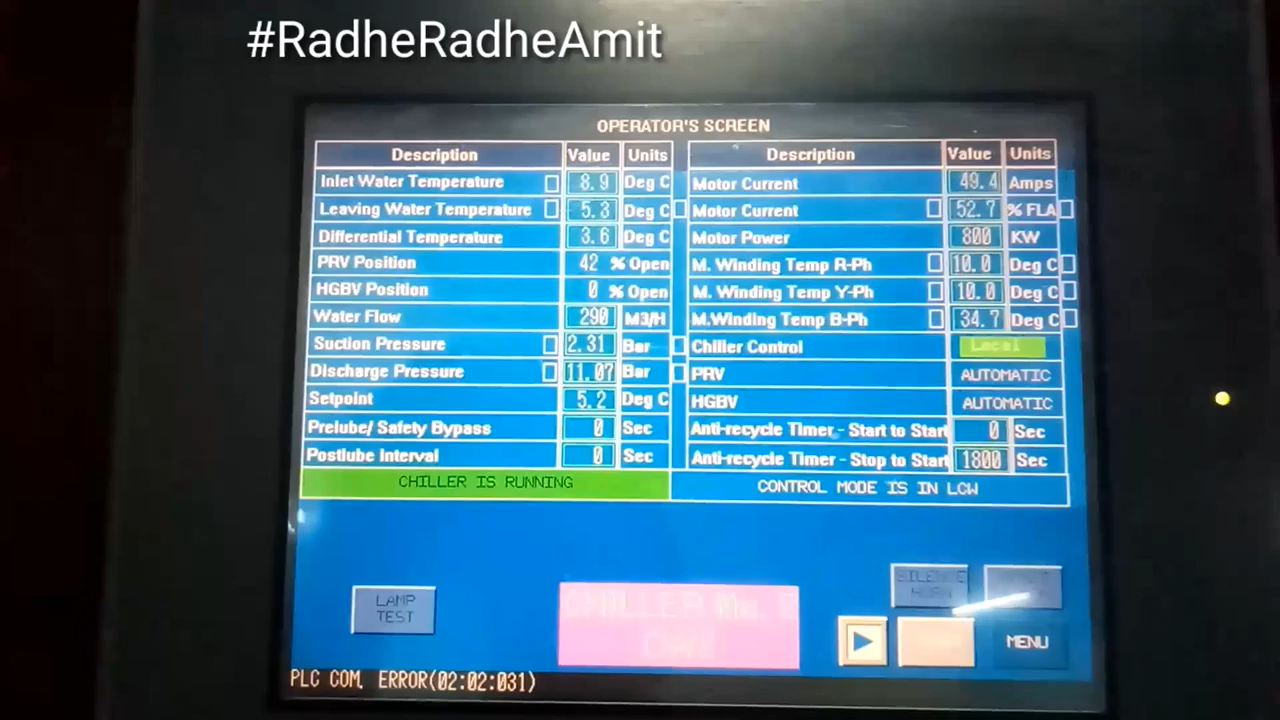 #RadheRadheAmit
OPERATOR'S SCREEN
Description Value Units Description Value Units
Inlet Water Temperature 8.9 Deg C Motor Current 49.4 Amps
Leaving Water Temperature 5.3 Deg C Motor Current 52.7 % FLA
Differential Temperature 3.6 Deg C Motor Power 800 KW
PRV Position 42 % Open M. Winding Temp R-Ph 10.0 Deg C
HGBV Position 0 % Open M. Winding Temp Y-Ph 10.0 Deg C
Water Flow 290 M3/H M.Winding Temp B-Ph 34.7 Deg C
Suction Pressure 2.31 Bar Chiller Control Local
Discharge Pressure 11.07 Bar PRV AUTOMATIC
Setpoint 5.2 Deg C HGBV AUTOMATIC
Prelube/ Safety Bypass 0 Sec Anti-recycle Timer - Start to Start 0 Sec
Postlube Interval 0 Sec Anti-recycle Timer - Stop to Start 1800 Sec
CHILLER IS RUNNING CONTROL MODE IS IN LCW
SILENCE
HORN
LAMP
TEST
CHILLER
MENU
PLC COM. ERROR(02:02:031)